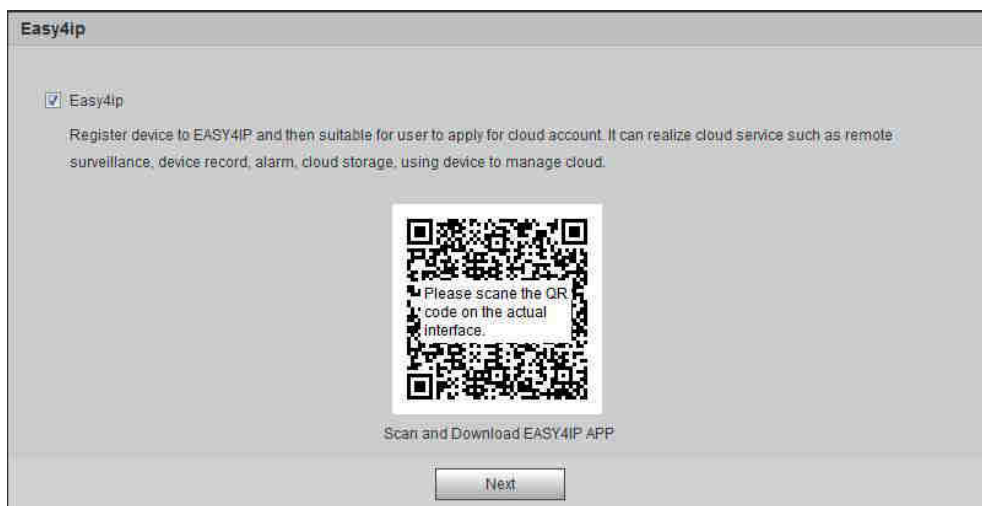 Easy4ip
Easy4ip
Register device to EASY4IP and then suitable for user to apply for cloud account. It can realize cloud service such as remote
surveillance, device record, alarm, cloud storage, using device to manage cloud.
Please scane the QR
code on the actual
interface.
Scan and Download EASY4IP APP
Next